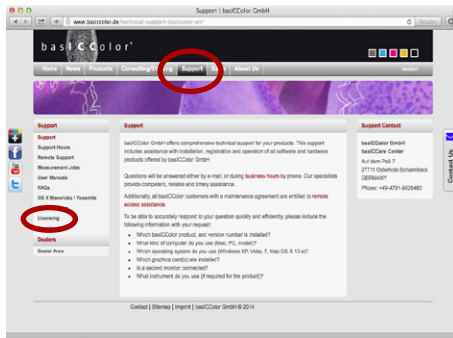 Support | basICColor GmbH
www.basiccolor.de/technical-support-basiccolor-en/
Reader
basICColor
Home News Products Support About Us
Support
Support
Support Hours
Remote Support
Measurement Jobs
User Manuals
FAQs
OS X Mavericks / Yosemite
Licensing
Dealers
Dealer Area
Support
basICColor GmbH offers comprehensive technical support for your products. This support
includes assistance with installation, registration and operation of all software and hardware
products offered by basICColor GmbH
Questions will be answered either by e-mail, or during business hours by phone. Our specialists
provide competent, reliable and timely assistance.
Additionally, all basICColor customers with a maintenance agreement are entitled to remote
access assistance.
To be able to accurately respond to your question quickly and efficiently, please include the
following information with your request:
• Which basICColor product, and version number is installed?
• What kind of computer do you use (Mac, PC, model)?
• Which operating system do you use (Windows XP, Vista, 7, Mac OS X 10.x)?
• Which graphics card(s) are installed?
• Is a second monitor connected?
• What instrument do you use (if required for the product)?
Support Contact
basICColor GmbH
basICCare Center
27711 Osterholz-Scharmbeck
GERMANY
Phone: +49-4791-9028460
Contact Us
Contact | Sitemap | Imprint | basICColor GmbH © 2014